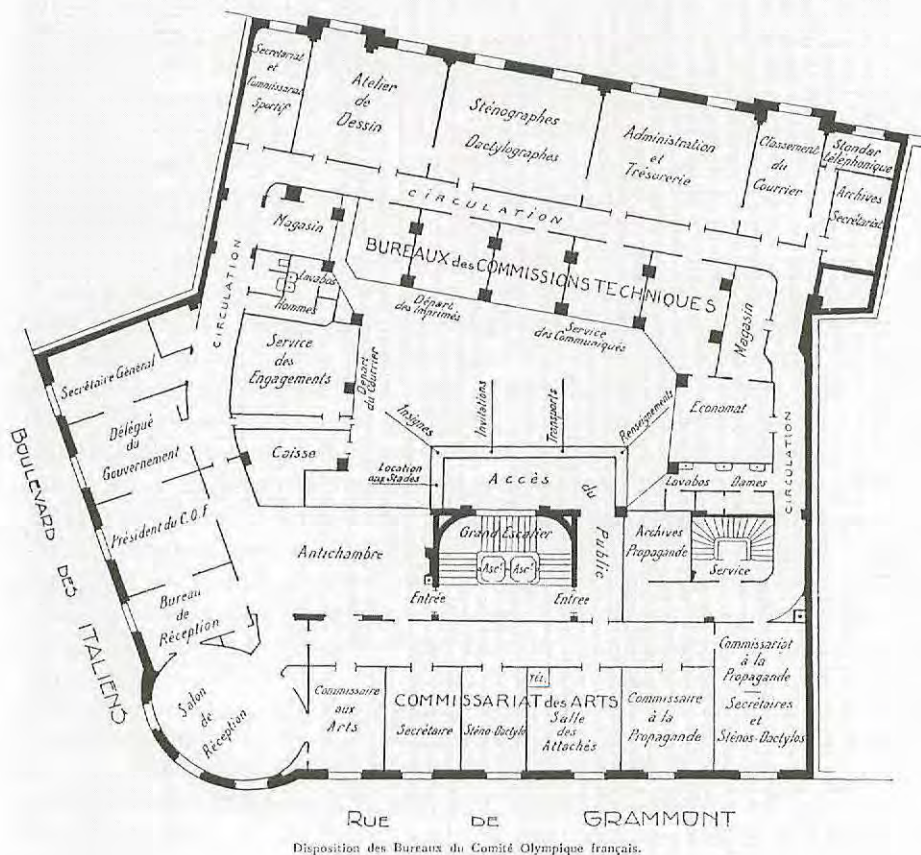 Secrétariat
et
Commissariat
Sportif
Atelier
de
Dessin
Sténographes
Dactylographes
Administration
et
Trésorerie
Classement
du
Courrier
Standar
téléphonique
Archives
Secrétariat
CIRCULATION
Magasin
BUREAUX des COMMISSIONS TECHNIQUES
Lavabos
Hommes
Départ
des Imprimés
Service
des Communiqués
Magasin
CIRCULATION
Service
des
Engagements
Départ
du Courrier
Secrétaire Général
Délégué
du
Gouvernement
Insignes
Invitations
Transports
Renseignements
Economat
CIRCULATION
Caisse
Location
aux Stades
Accès
du
Public
Lavabos
Dames
Président du C.O.F
Antichambre
Grand Escalier
Ascr
Ascr
Entrée
Entrée
Archives
Propagande
Service
Bureau
de
Réception
Salon
de
Réception
Commissaire
aux
Arts
COMMISSARIAT des ARTS
Secrétaire
Sténo-Dactylo
Tél.
Salle
des
Attachés
Commissaire
à la
Propagande
Commissariat
à la
Propagande
Secrétaires
et
Sténos-Dactylos
BOULEVARD DES ITALIENS
RUE DE GRAMMONT
Disposition des Bureaux du Comité Olympique français.